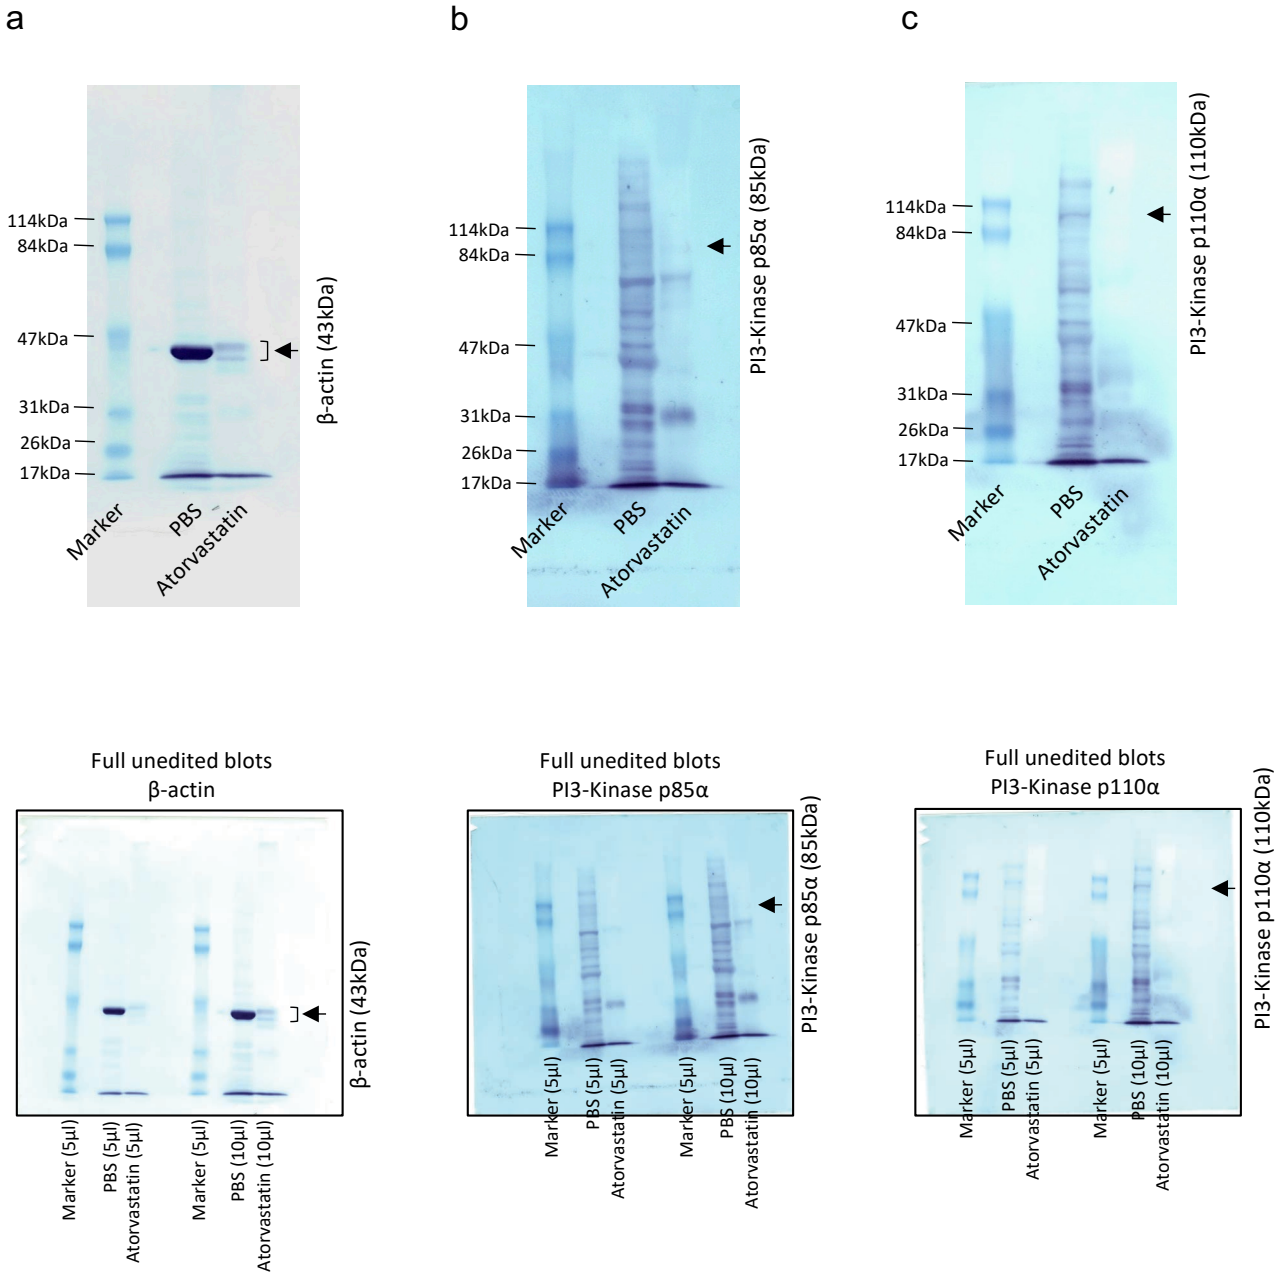 a
114kDa
84kDa
47kDa
31kDa
26kDa
17kDa
Marker
PBS
Atorvastatin
β-actin (43kDa)
b
114kDa
84kDa
47kDa
31kDa
26kDa
17kDa
Marker
PBS
Atorvastatin
PI3-Kinase p85α (85kDa)
c
114kDa
84kDa
47kDa
31kDa
26kDa
17kDa
Marker
PBS
Atorvastatin
PI3-Kinase p110α (110kDa)
Full unedited blots
β-actin
Marker (5μl)
PBS (5μl)
Atorvastatin (5μl)
Marker (5μl)
PBS (10μl)
Atorvastatin (10μl)
β-actin (43kDa)
Full unedited blots
PI3-Kinase p85α
Marker (5μl)
PBS (5μl)
Atorvastatin (5μl)
Marker (5μl)
PBS (10μl)
Atorvastatin (10μl)
PI3-Kinase p85α (85kDa)
Full unedited blots
PI3-Kinase p110α
Marker (5μl)
PBS (5μl)
Atorvastatin (5μl)
Marker (5μl)
PBS (10μl)
Atorvastatin (10μl)
PI3-Kinase p110α (110kDa)